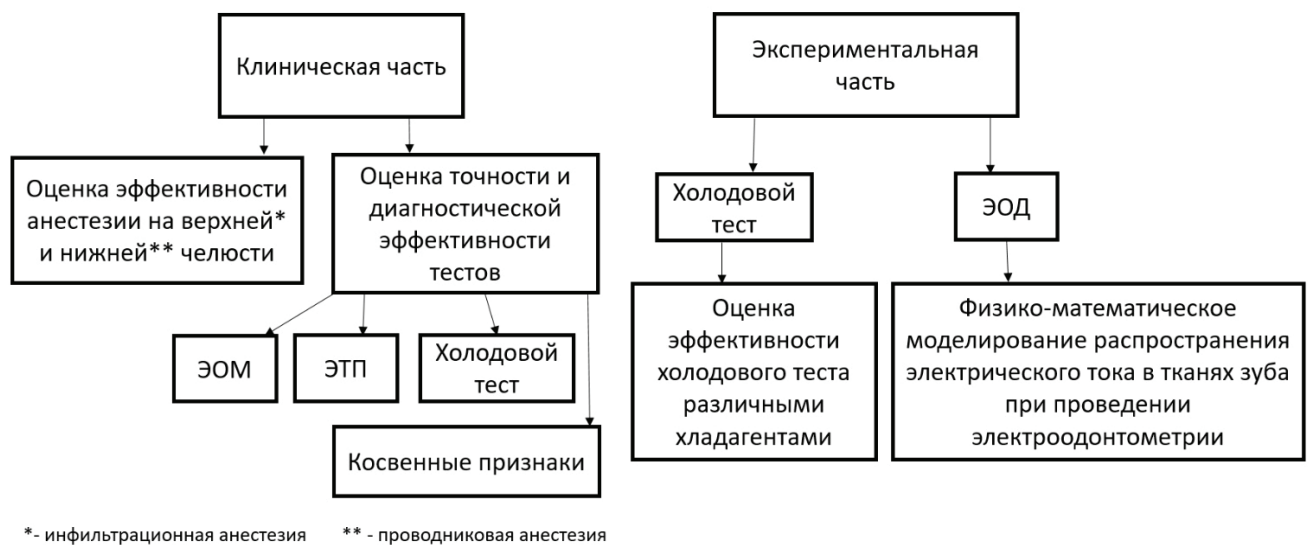 Клиническая часть
Экспериментальная
часть
Оценка эффективности
анестезии на верхней*
и нижней** челюсти
Оценка точности и
диагностической
эффективности
тестов
Холодовой
тест
ЭОД
ЭОМ
ЭТП
Холодовой
тест
Косвенные признаки
Оценка
эффективности
холодового теста
различными
хладагентами
Физико-математическое
моделирование распространения
электрического тока в тканях зуба
при проведении
электроодонтометрии
*- инфильтрационная анестезия
** - проводниковая анестезия